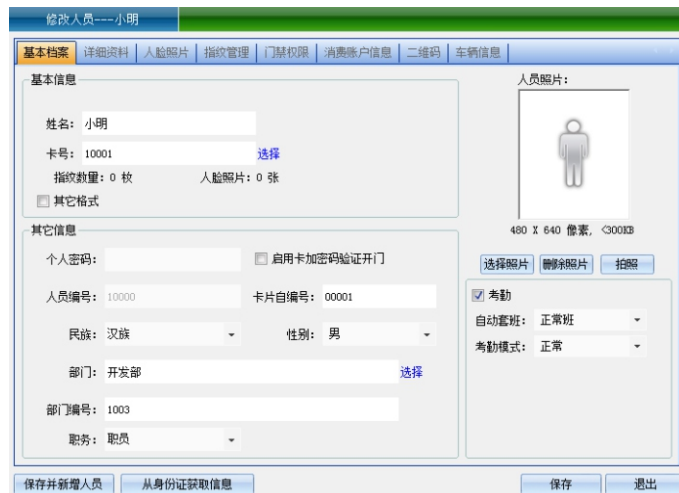 修改人员---小明
基本档案 详细资料 人脸照片 指纹管理 门禁权限 消费账户信息 二维码 车辆信息
基本信息
姓名: 小明
卡号: 10001 选择
指纹数量: 0 枚 人脸照片: 0 张
其它格式
人员照片:
480 X 640 像素, <300KB
选择照片 删除照片 拍照
其它信息
个人密码: 启用卡加密码验证开门
人员编号: 10000 卡片自编号: 00001
民族: 汉族 性别: 男
部门: 开发部 选择
部门编号: 1003
职务: 职员
考勤
自动套班: 正常班
考勤模式: 正常
保存并新增人员 从身份证获取信息 保存 退出